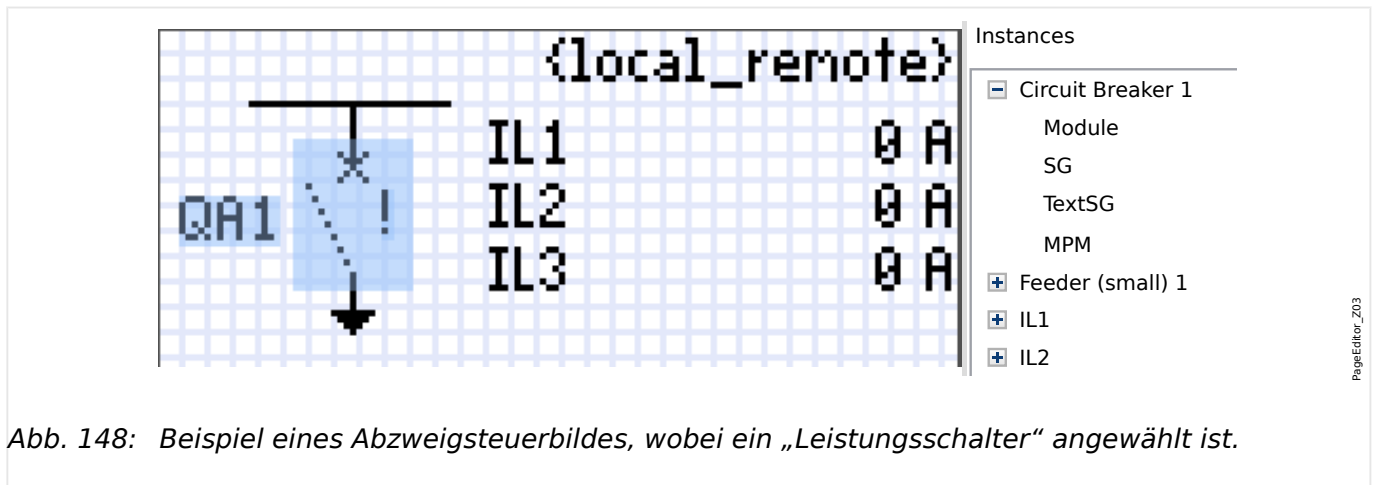 {local_remote}
IL1 0 A
QA1 !
IL2 0 A
IL3 0 A
Instances
Circuit Breaker 1
Module
SG
TextSG
MPM
Feeder (small) 1
IL1
IL2
PageEditor_Z03
Abb. 148: Beispiel eines Abzweigsteuerbildes, wobei ein „Leistungsschalter“ angewählt ist.